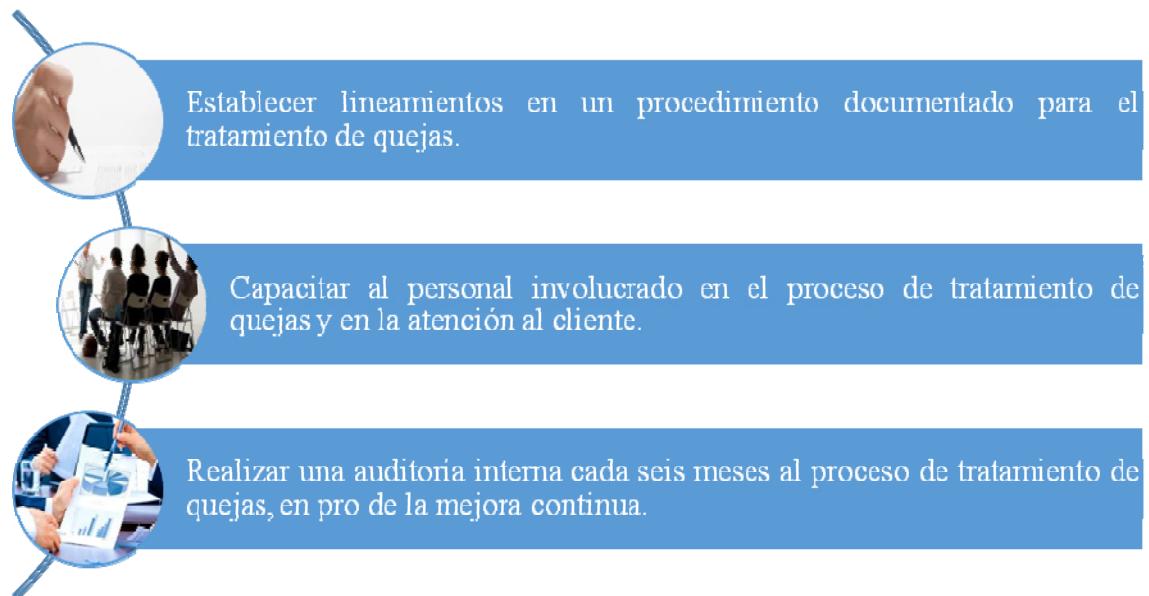 Establecer lineamientos en un procedimiento documentado para el
tratamiento de quejas.
Capacitar al personal involucrado en el proceso de tratamiento de
quejas y en la atención al cliente.
Realizar una auditoría interna cada seis meses al proceso de tratamiento de
quejas, en pro de la mejora continua.